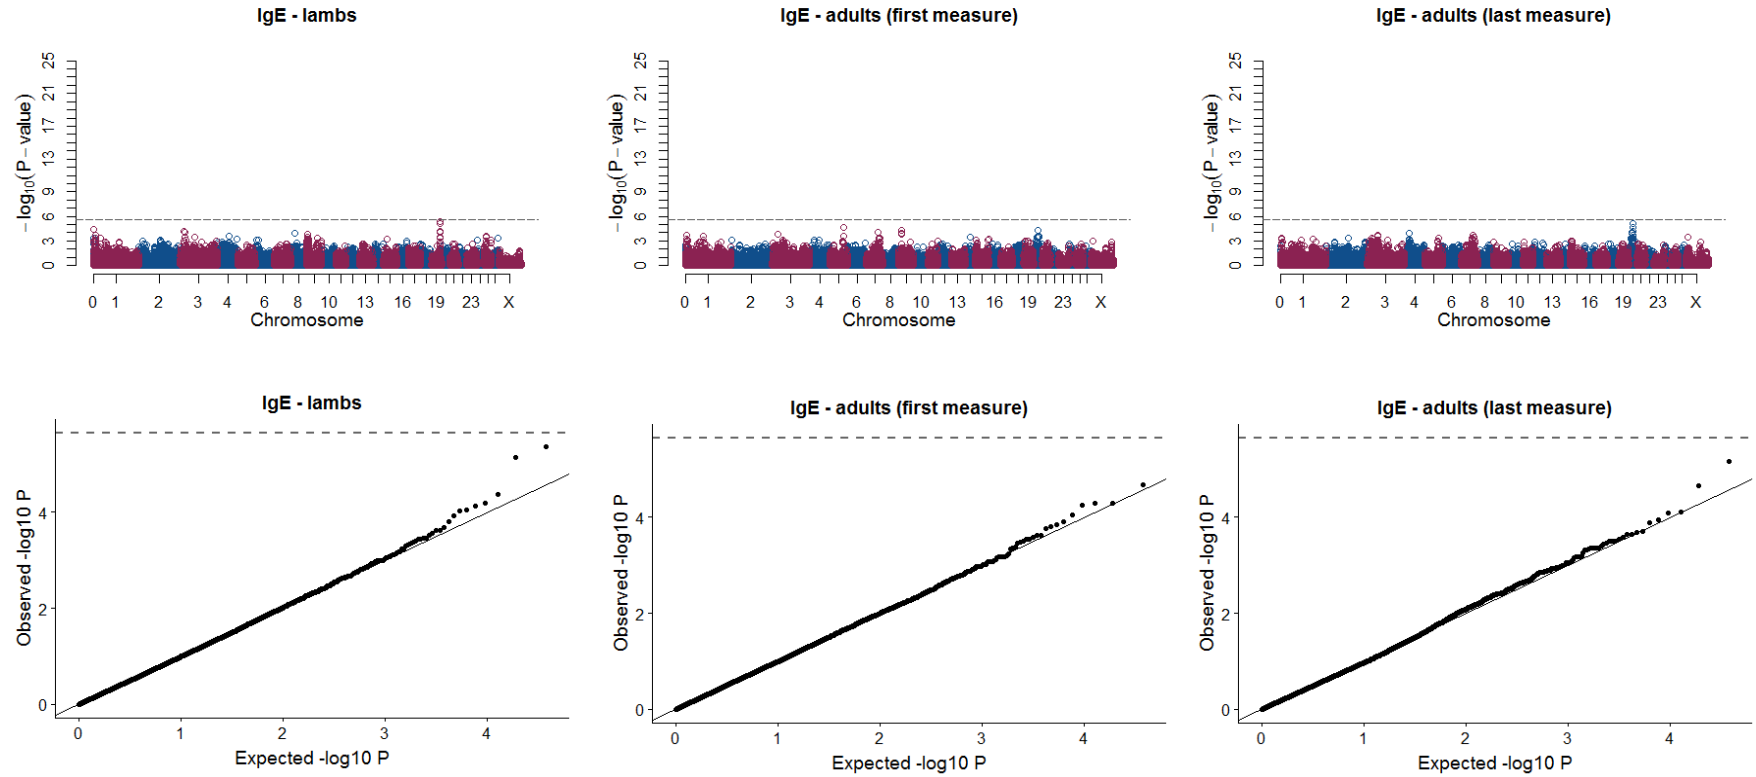 IgE - lambs
IgE - adults (first measure)
IgE - adults (last measure)
−log10(P−value)
25
21
17
13
9
6
3
0
0 1 2 3 4 6 8 10 13 16 19 23 X
Chromosome
−log10(P−value)
25
21
17
13
9
6
3
0
0 1 2 3 4 6 8 10 13 16 19 23 X
Chromosome
−log10(P−value)
25
21
17
13
9
6
3
0
0 1 2 3 4 6 8 10 13 16 19 23 X
Chromosome
IgE - lambs
IgE - adults (first measure)
IgE - adults (last measure)
Observed -log10 P
4
2
0
0 1 2 3 4
Expected -log10 P
Observed -log10 P
4
2
0
0 1 2 3 4
Expected -log10 P
Observed -log10 P
4
2
0
0 1 2 3 4
Expected -log10 P